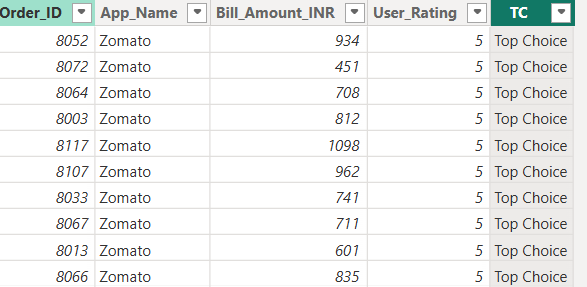 Order_ID App_Name Bill_Amount_INR User_Rating TC
8052 Zomato 934 5 Top Choice
8072 Zomato 451 5 Top Choice
8064 Zomato 708 5 Top Choice
8003 Zomato 812 5 Top Choice
8117 Zomato 1098 5 Top Choice
8107 Zomato 962 5 Top Choice
8033 Zomato 741 5 Top Choice
8067 Zomato 711 5 Top Choice
8013 Zomato 601 5 Top Choice
8066 Zomato 835 5 Top Choice